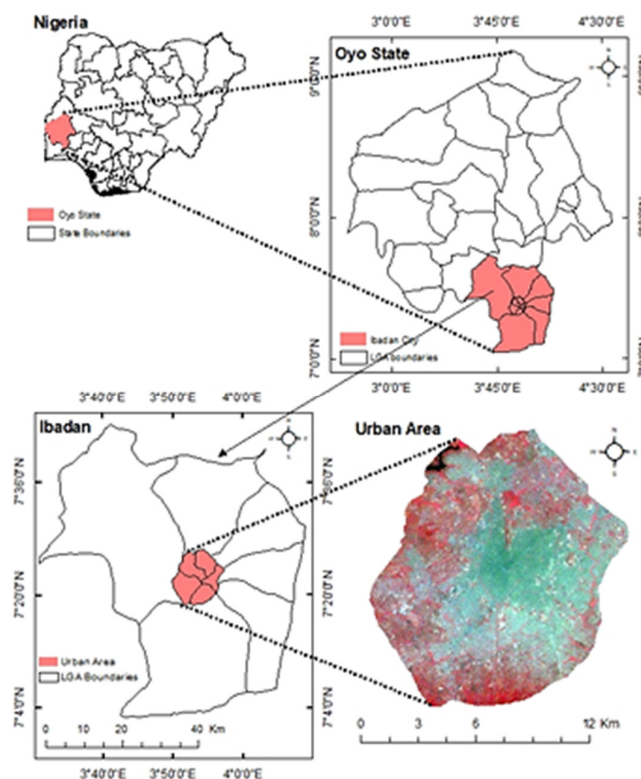 Nigeria
Oyo State
State Boundaries
Oyo State
3°0'0"E 3°45'0"E 4°30'0"E
9°0'0"N
8°0'0"N
7°0'0"N
Ibadan City
LGA boundaries
3°0'0"E 3°45'0"E 4°30'0"E
3°40'0"E 3°50'0"E 4°0'0"E
Ibadan
7°36'0"N
7°20'0"N
7°4'0"N
Urban Area
LGA Boundaries
0 10 20 40 Km
3°40'0"E 3°50'0"E 4°0'0"E
Urban Area
0 3 6 12 Km